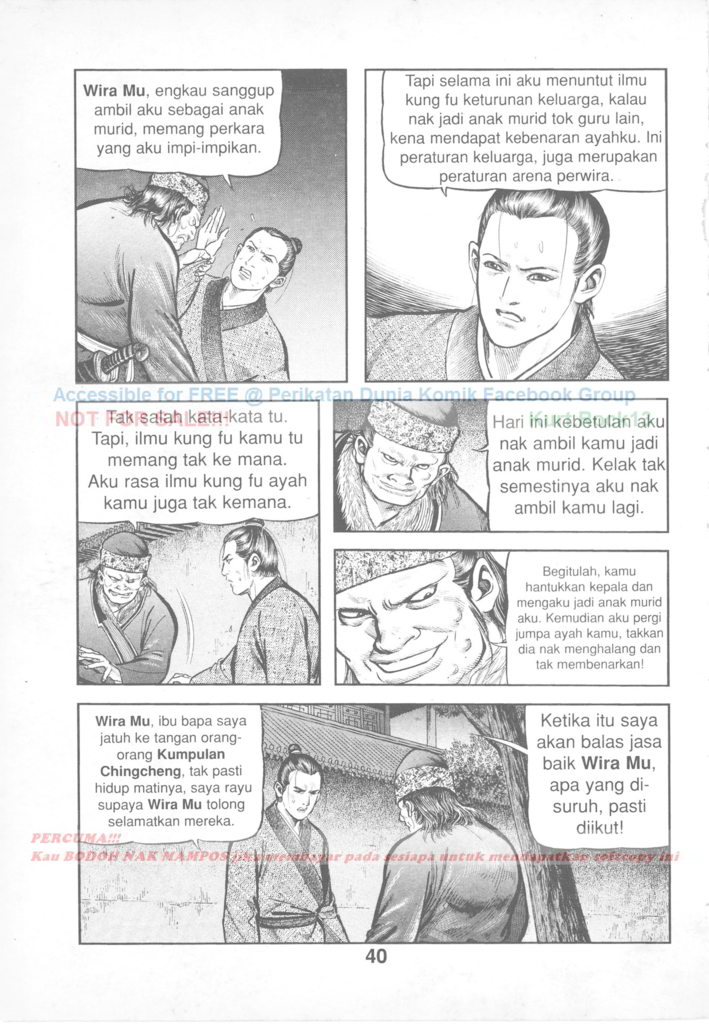 Wira Mu, engkau sanggup
ambil aku sebagai anak
murid, memang perkara
yang aku impi-impikan.
Tapi selama ini aku menuntut ilmu
kung fu keturunan keluarga, kalau
nak jadi anak murid tok guru lain,
kena mendapat kebenaran ayahku. Ini
peraturan keluarga, juga merupakan
peraturan arena perwira.
Accessible for FREE @ Perikatan Dunia Komik Facebook Group
NOT FOR SALE!!!
Tak salah kata-kata tu.
Tapi, ilmu kung fu kamu tu
memang tak ke mana.
Aku rasa ilmu kung fu ayah
kamu juga tak kemana.
Hari ini kebetulan aku
nak ambil kamu jadi
anak murid. Kelak tak
semestinya aku nak
ambil kamu lagi.
Begitulah, kamu
hantukkan kepala dan
mengaku jadi anak murid
aku. Kemudian aku pergi
jumpa ayah kamu, takkan
dia nak menghalang dan
tak membenarkan!
Wira Mu, ibu bapa saya
jatuh ke tangan orang-
orang Kumpulan
Chingcheng, tak pasti
hidup matinya, saya rayu
supaya Wira Mu tolong
selamatkan mereka.
Ketika itu saya
akan balas jasa
baik Wira Mu,
apa yang di-
suruh, pasti
diikut!
PERCUMA!!!
Kau BODOH NAK MAMPOS jika membayar pada sesiapa untuk mendapatkan softcopy ini
40